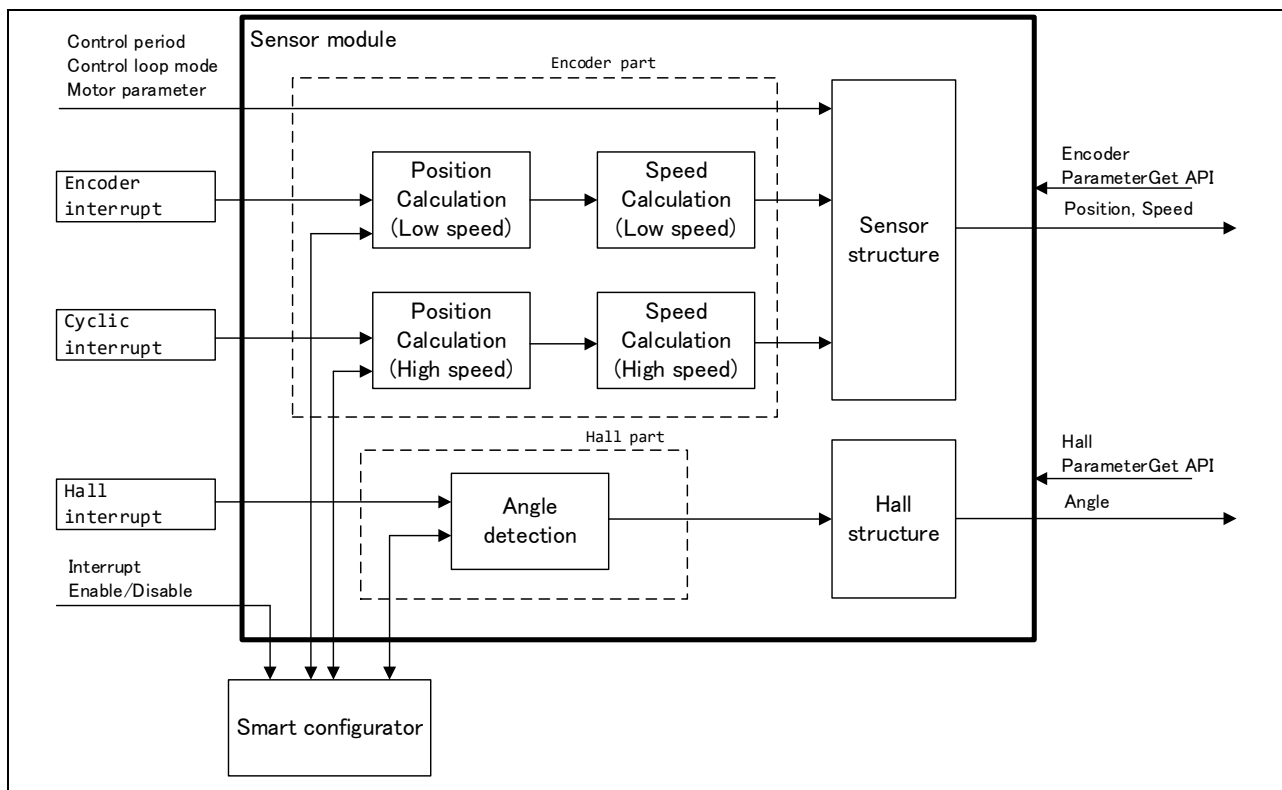 Control period
Control loop mode
Motor parameter
Sensor module
Encoder part
Encoder
interrupt
Position
Calculation
(Low speed)
Speed
Calculation
(Low speed)
Sensor
structure
Encoder
ParameterGet API
Position, Speed
Cyclic
interrupt
Position
Calculation
(High speed)
Speed
Calculation
(High speed)
Hall part
Hall
interrupt
Angle
detection
Hall
structure
Hall
ParameterGet API
Angle
Interrupt
Enable/Disable
Smart configurator